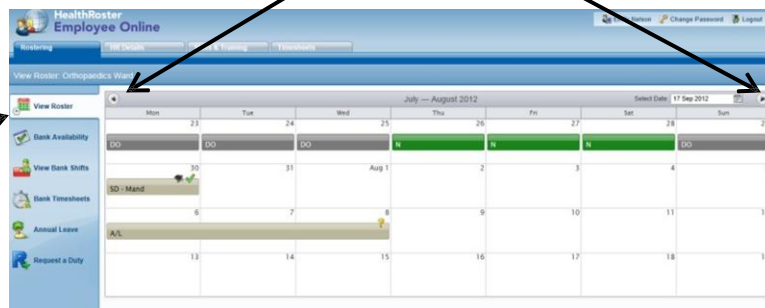 HealthRoster
Employee Online
Nelson Change Password Logout
Rostering HR Details & Training Timesheets
View Roster: Orthopaedics Ward
View Roster
Bank Availability
View Bank Shifts
Bank Timesheets
Annual Leave
Request a Duty
July — August 2012 Select Date 17 Sep 2012
Mon Tue Wed Thu Fri Sat Sun
23 24 25 26 27 28
DO DO DO N N N DO
30 31 Aug 1 2 3 4
SD - Mand
6 7 8 9 10 11
A/L
13 14 15 16 17 18